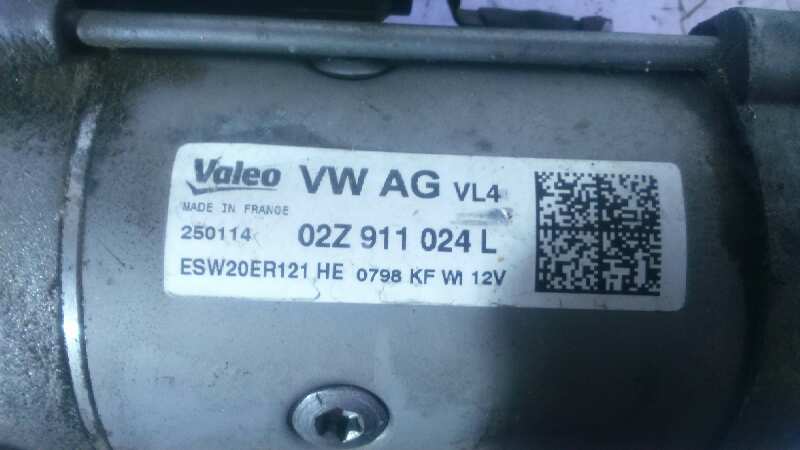 Valeo VW AG VL4
MADE IN FRANCE
250114 02Z 911 024 L
ESW20ER121 HE 0798 KF WI 12V